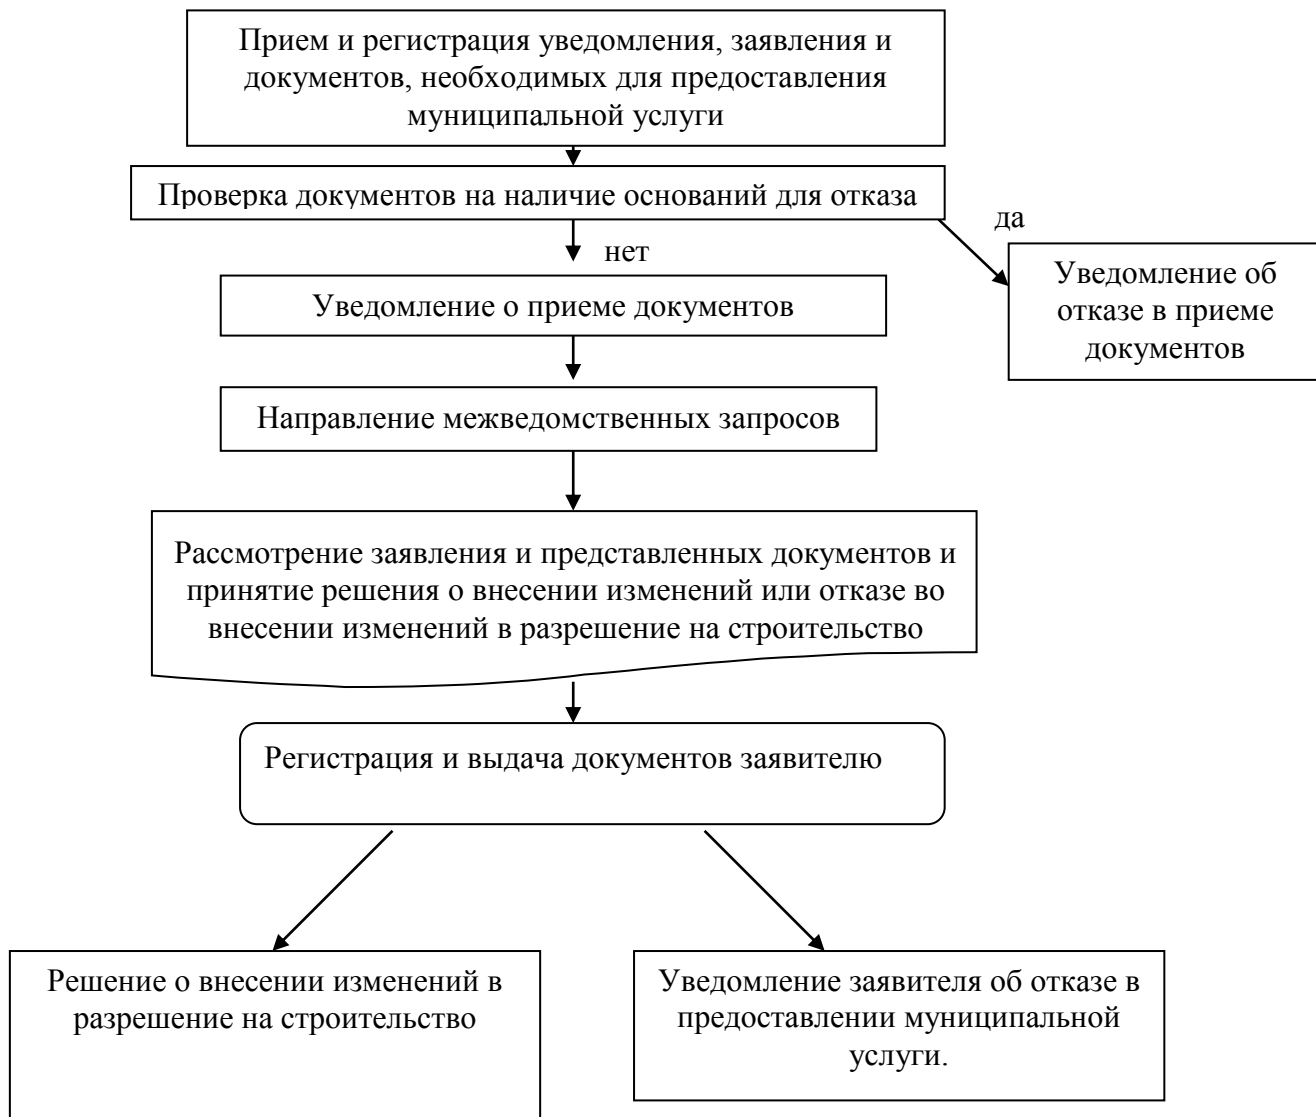 Прием и регистрация уведомления, заявления и
документов, необходимых для предоставления
муниципальной услуги
Проверка документов на наличие оснований для отказа
да
нет
Уведомление об
отказе в приеме
документов
Уведомление о приеме документов
Направление межведомственных запросов
Рассмотрение заявления и представленных документов и
принятие решения о внесении изменений или отказе во
внесении изменений в разрешение на строительство
Регистрация и выдача документов заявителю
Решение о внесении изменений в
разрешение на строительство
Уведомление заявителя об отказе в
предоставлении муниципальной
услуги.